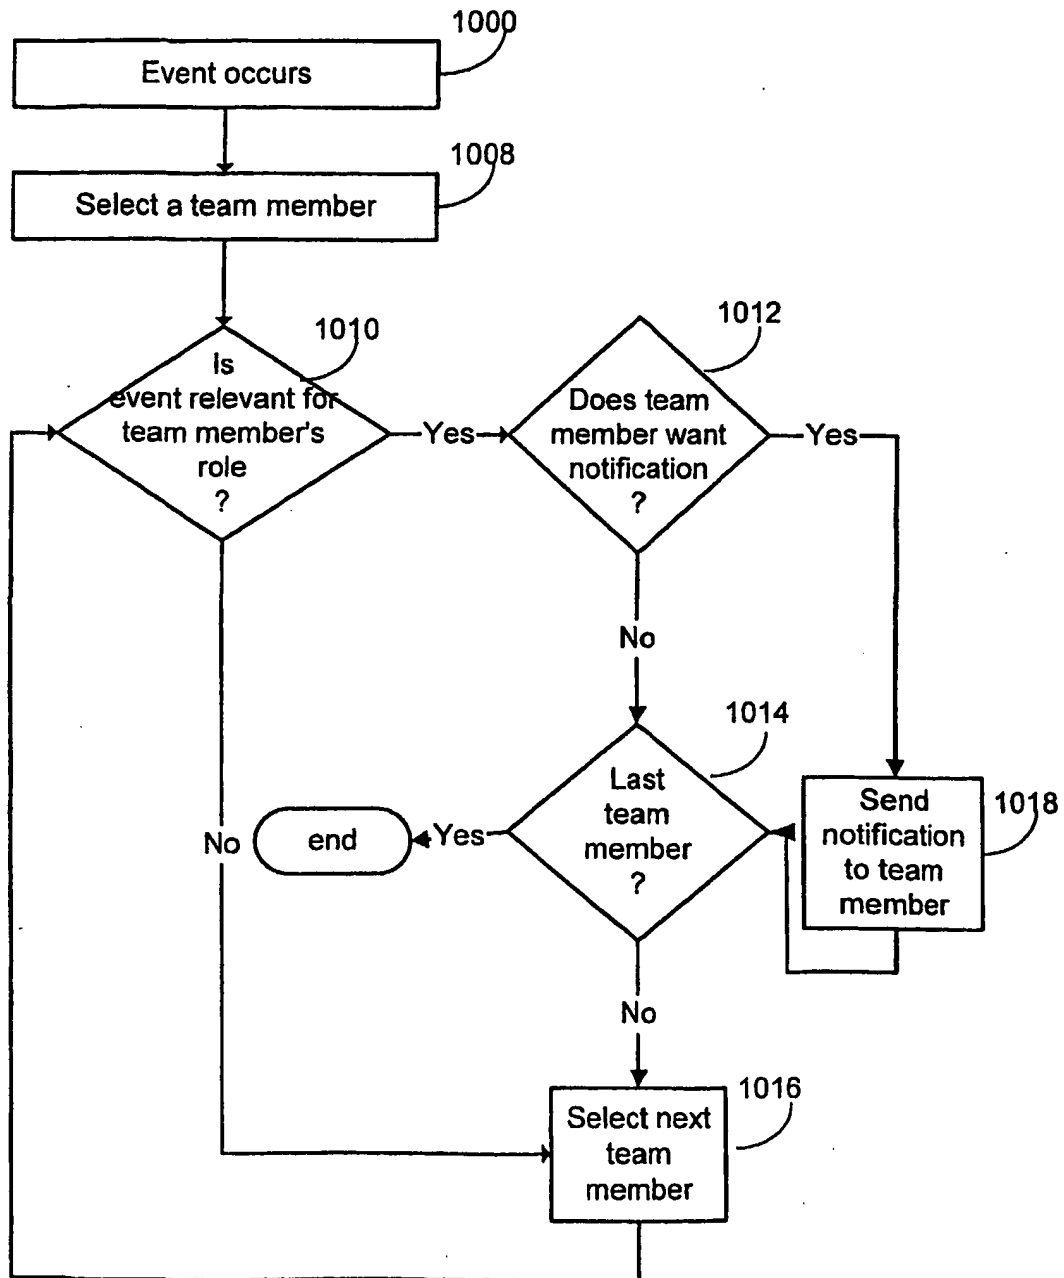 1000
Event occurs
1008
Select a team member
1010
Is
event relevant for
team member's
role
?
Yes
1012
Does team
member want
notification
?
Yes
No
No
1014
Last
team
member
?
Yes
end
1018
Send
notification
to team
member
No
1016
Select next
team
member